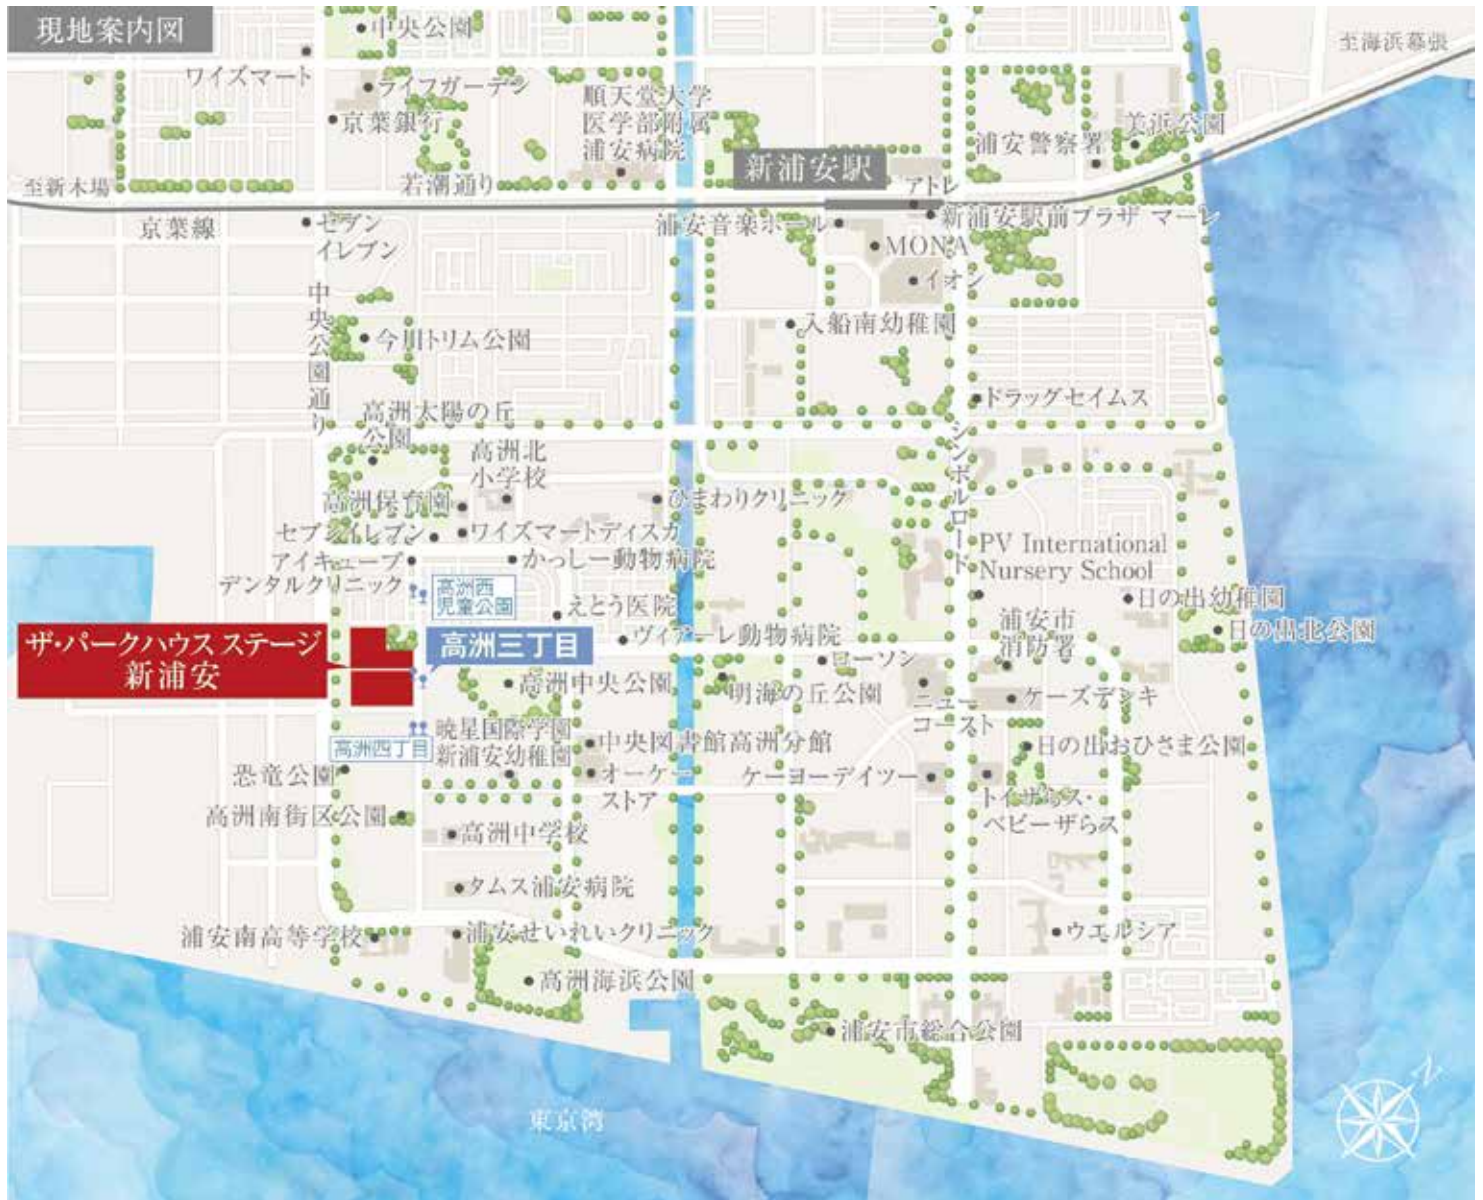 現地案内図
中央公園
至海浜幕張
ワイズマート
ライフガーデン
京葉銀行
順天堂大学
医学部附属
浦安病院
美浜公園
浦安警察署
新浦安駅
至新木場
若潮通り
アトレ
京葉線
セブン
イレブン
浦安音楽ホール
新浦安駅前プラザ マーレ
MONA
イオン
中央公園通り
今川トリム公園
入船南幼稚園
ドラッグセイムス
高洲太陽の丘
公園
シンボルロード
高洲北
小学校
高洲保育園
ひまわりクリニック
セブンイレブン
ワイズマートディスカ
アイキューブ
デンタルクリニック
かっしー動物病院
PV International
Nursery School
高洲西
児童公園
えとう医院
日の出幼稚園
浦安市
消防署
日の出北公園
ザ・パークハウス ステージ
新浦安
高洲三丁目
ヴィアーレ動物病院
ローソン
高洲中央公園
明海の丘公園
ニュー
コースト
ケーズデンキ
高洲四丁目
暁星国際学園
新浦安幼稚園
中央図書館高洲分館
日の出おひさま公園
恐竜公園
オーケー
ストア
ケーヨーデイツー
トイザらス・
ベビーザらス
高洲南街区公園
高洲中学校
タムス浦安病院
浦安南高等学校
浦安せいれいクリニック
ウエルシア
高洲海浜公園
浦安市総合公園
東京湾
N